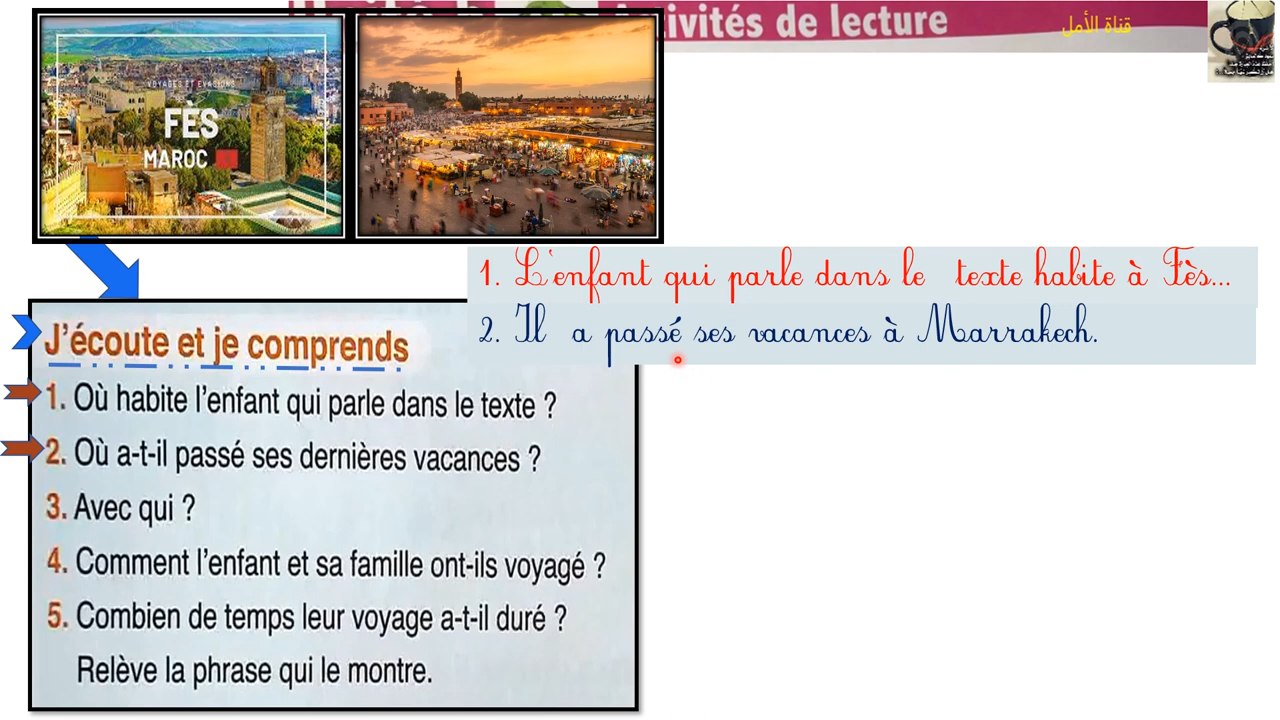 ivités de lecture
قناة الأمل
VOYAGES ET EVASIONS
FÈS
MAROC
1. L'enfant qui parle dans le texte habite à Fès...
2. Il a passé ses vacances à Marrakech.
J'écoute et je comprends
1. Où habite l'enfant qui parle dans le texte ?
2. Où a-t-il passé ses dernières vacances ?
3. Avec qui ?
4. Comment l'enfant et sa famille ont-ils voyagé ?
5. Combien de temps leur voyage a-t-il duré ?
Relève la phrase qui le montre.